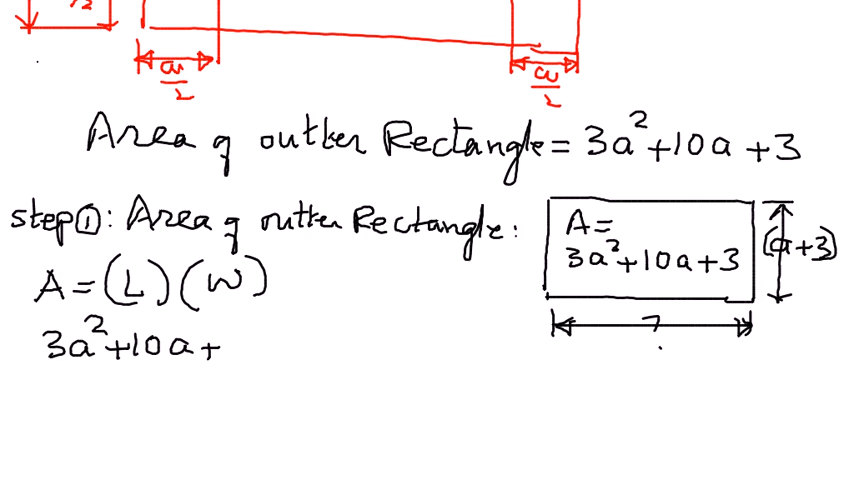 a/2 a/2
Area of outter Rectangle = 3a²+10a+3
step①: Area of outter Rectangle:
A = 3a²+10a+3
(a+3)
?
A = (L)(W)
3a²+10a+